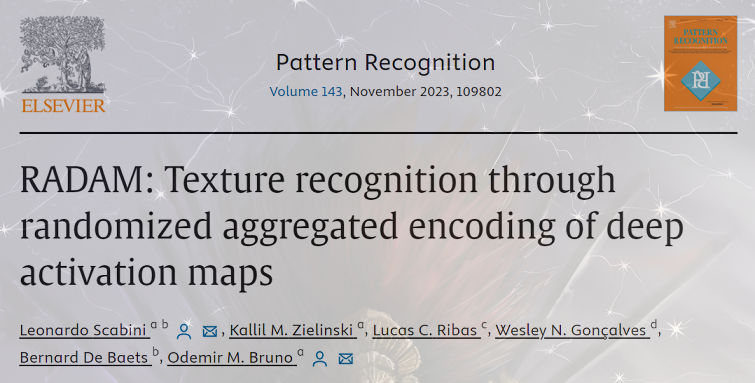 ELSEVIER
Pattern Recognition
Volume 143, November 2023, 109802
PATTERN
RECOGNITION
RADAM: Texture recognition through
randomized aggregated encoding of deep
activation maps
Leonardo Scabini a b, Kallil M. Zielinski a, Lucas C. Ribas c, Wesley N. Gonçalves d,
Bernard De Baets b, Odemir M. Bruno a